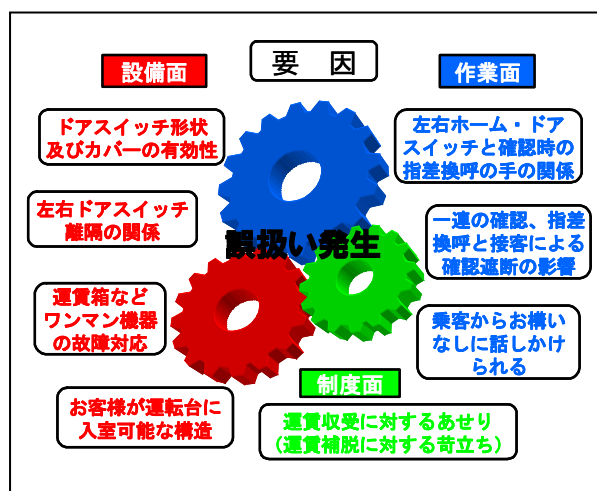 要　因
設備面
ドアスイッチ形状
及びカバーの有効性
左右ドアスイッチ
離隔の関係
運賃箱など
ワンマン機器
の故障対応
お客様が運転台に
入室可能な構造
作業面
左右ホーム・ドア
スイッチと確認時の
指差換呼の手の関係
一連の確認、指差
換呼と接客による
確認遮断の影響
乗客からお構い
なしに話しかけ
られる
誤扱い発生
制度面
運賃収受に対するあせり
（運賃補脱に対する苛立ち）